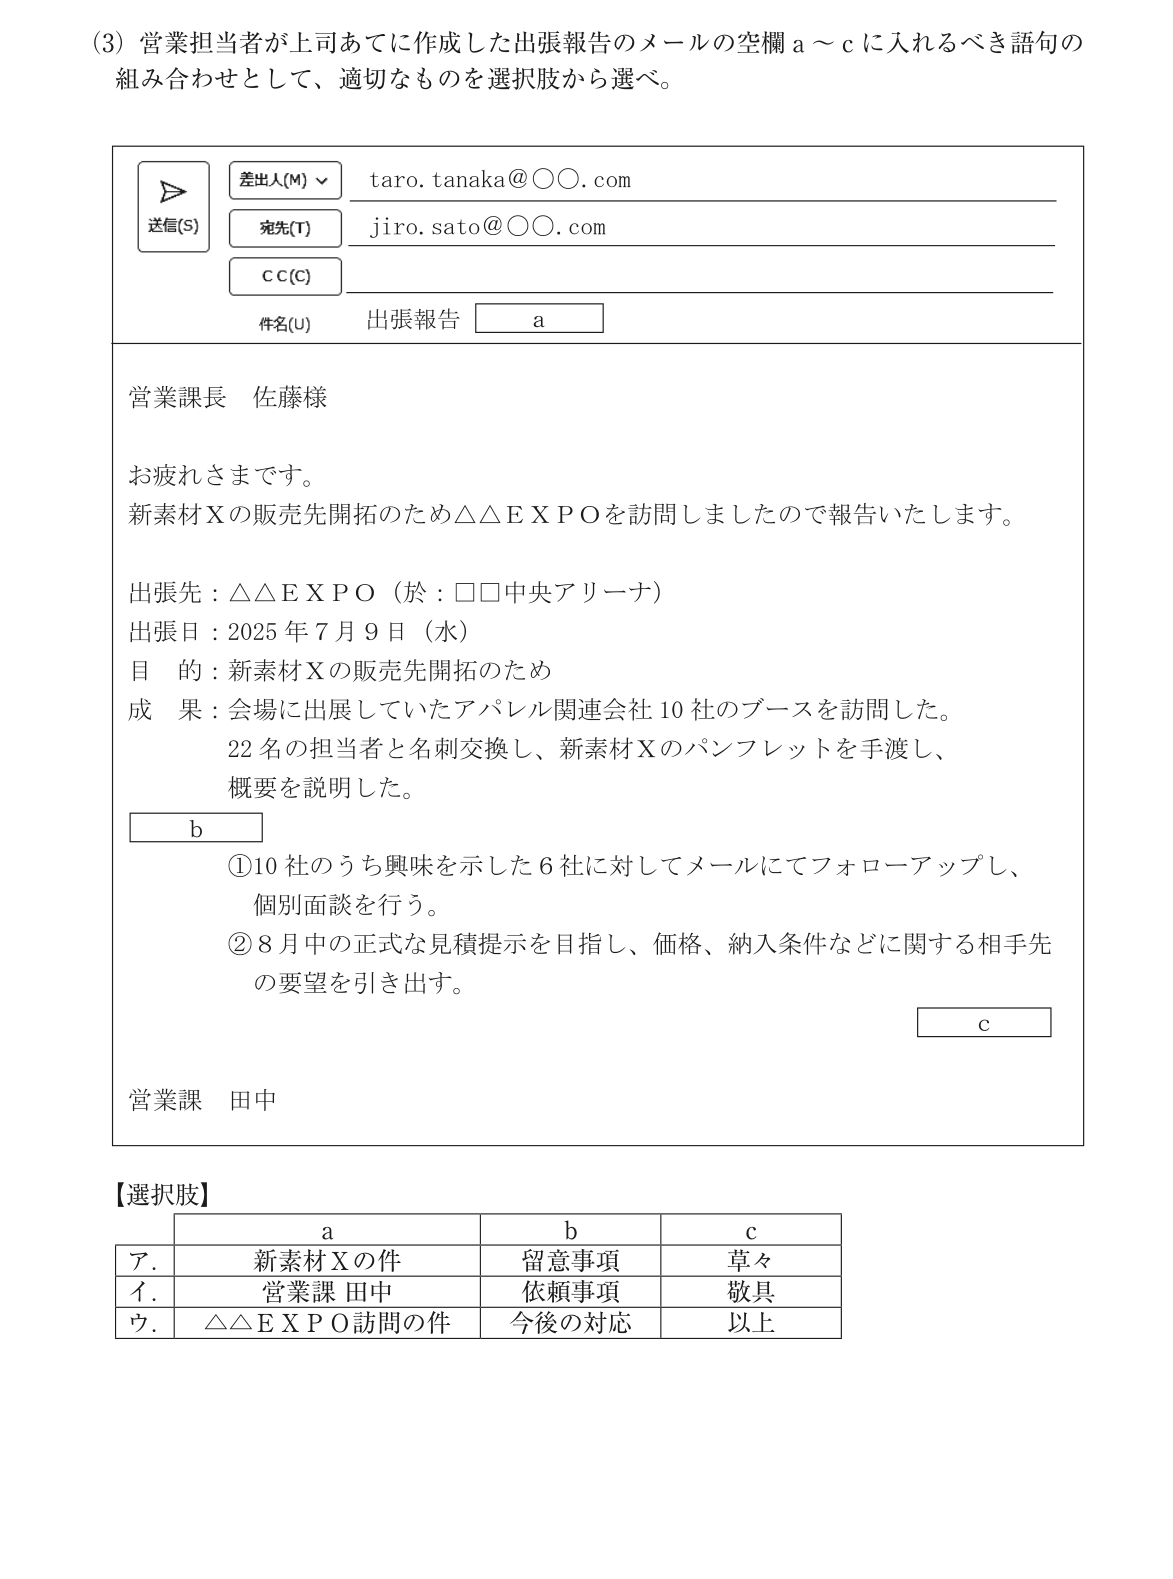 (3) 営業担当者が上司あてに作成した出張報告のメールの空欄a～cに入れるべき語句の
組み合わせとして、適切なものを選択肢から選べ。
送信(S)
差出人(M) taro.tanaka@〇〇.com
宛先(T) jiro.sato@〇〇.com
ＣＣ(C)
件名(U) 出張報告 a
営業課長　佐藤様
お疲れさまです。
新素材Ｘの販売先開拓のため△△ＥＸＰＯを訪問しましたので報告いたします。
出張先：△△ＥＸＰＯ（於：□□中央アリーナ）
出張日：2025年７月９日（水）
目　的：新素材Ｘの販売先開拓のため
成　果：会場に出展していたアパレル関連会社10社のブースを訪問した。
22名の担当者と名刺交換し、新素材Ｘのパンフレットを手渡し、
概要を説明した。
b
①10社のうち興味を示した６社に対してメールにてフォローアップし、
個別面談を行う。
②８月中の正式な見積提示を目指し、価格、納入条件などに関する相手先
の要望を引き出す。
c
営業課　田中
【選択肢】
a b c
ア. 新素材Ｘの件 留意事項 草々
イ. 営業課 田中 依頼事項 敬具
ウ. △△ＥＸＰＯ訪問の件 今後の対応 以上